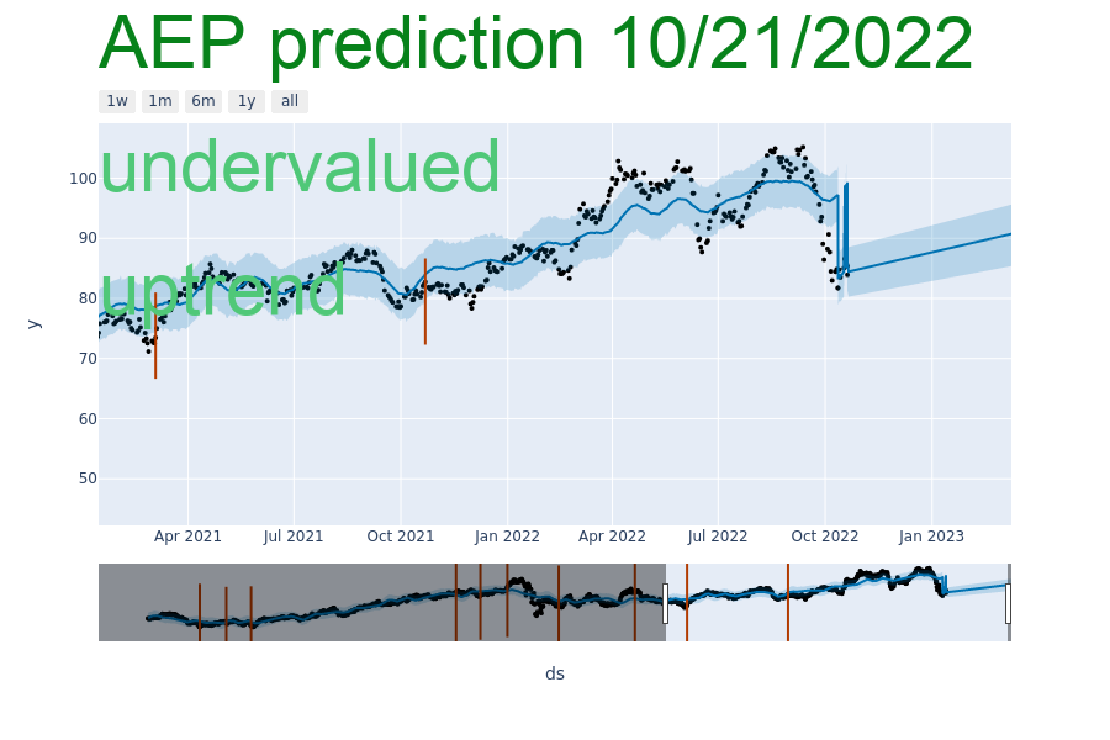 AEP prediction 10/21/2022
1w 1m 6m 1y all
undervalued
100
90
uptrend
80
y
70
60
50
Apr 2021 Jul 2021 Oct 2021 Jan 2022 Apr 2022 Jul 2022 Oct 2022 Jan 2023
ds